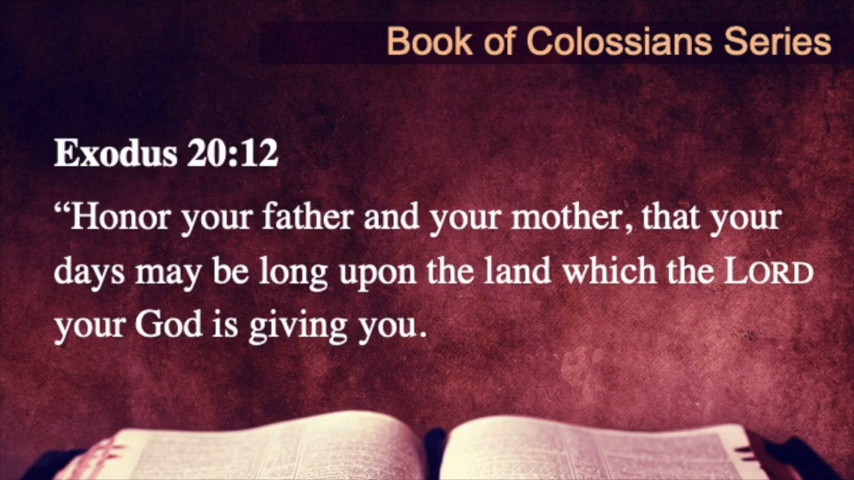 Book of Colossians Series
Exodus 20:12
“Honor your father and your mother, that your
days may be long upon the land which the LORD
your God is giving you.